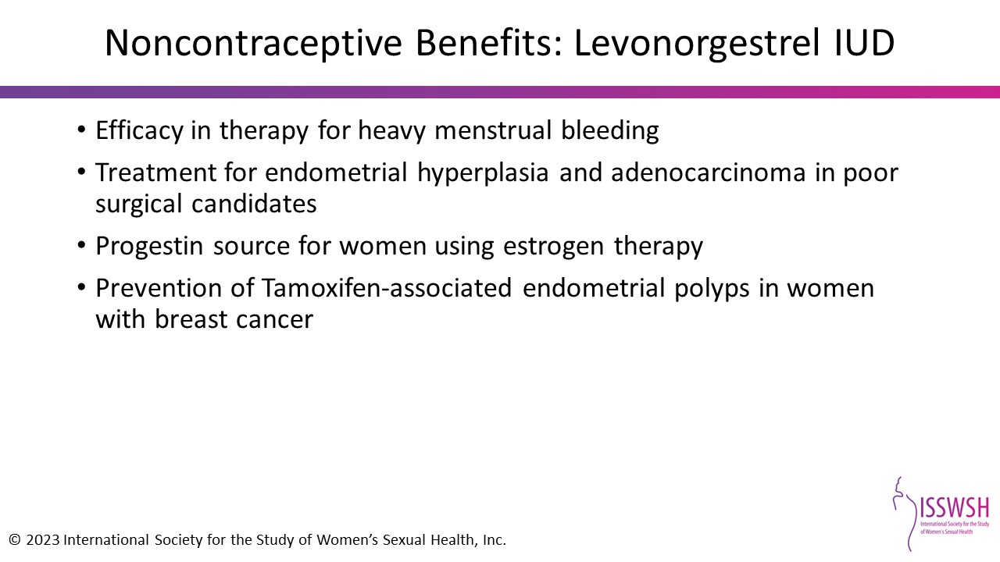 Noncontraceptive Benefits: Levonorgestrel IUD
• Efficacy in therapy for heavy menstrual bleeding
• Treatment for endometrial hyperplasia and adenocarcinoma in poor
surgical candidates
• Progestin source for women using estrogen therapy
• Prevention of Tamoxifen-associated endometrial polyps in women
with breast cancer
ISSWSH
International Society for the Study
of Women's Sexual Health
© 2023 International Society for the Study of Women’s Sexual Health, Inc.